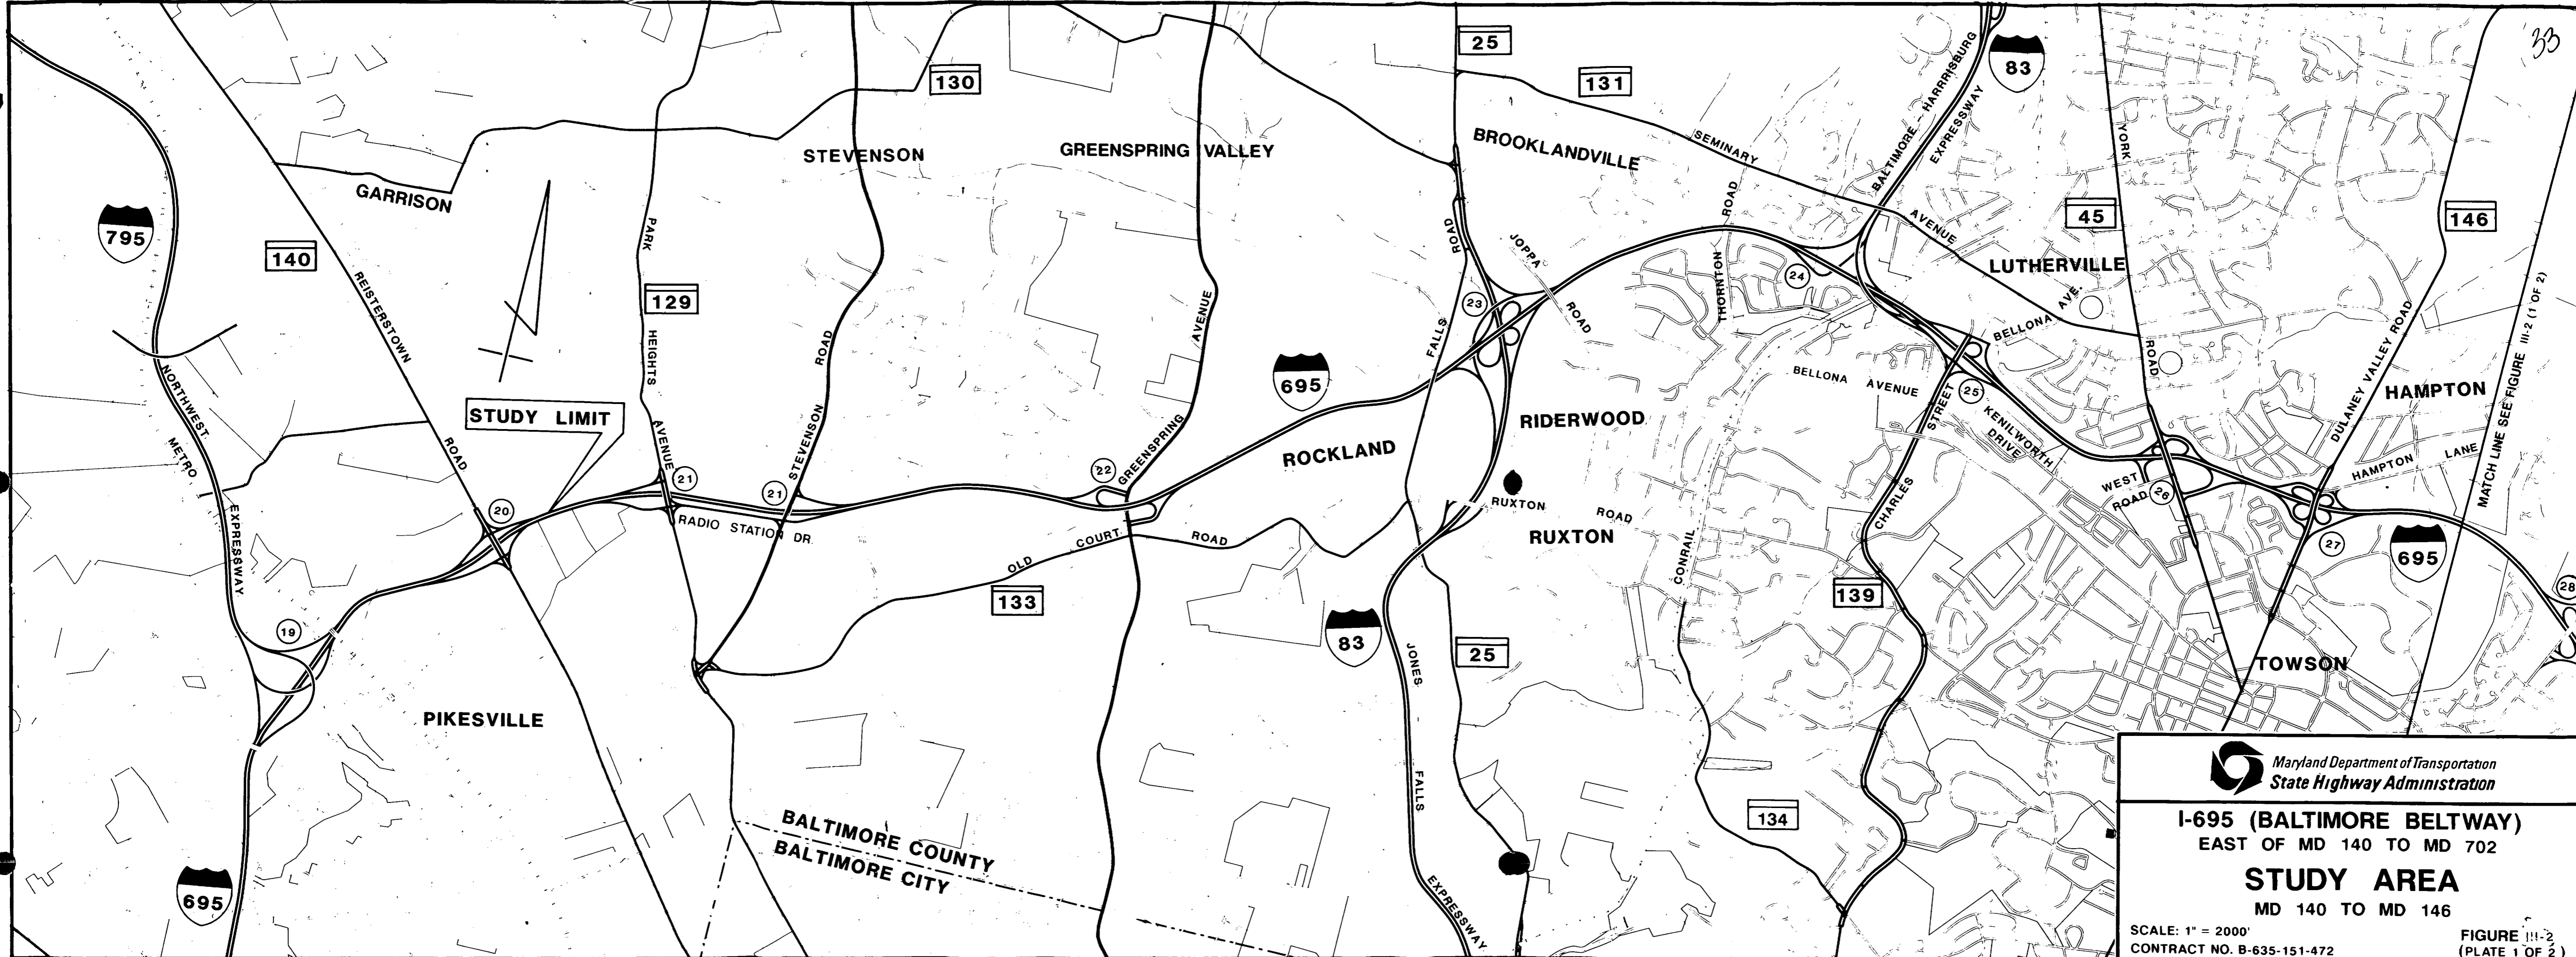 33
25
130
131
83
BALTIMORE - HARRISBURG
EXPRESSWAY
BROOKLANDVILLE
SEMINARY
AVENUE
YORK
ROAD
STEVENSON
GREENSPRING VALLEY
GARRISON
795
140
REISTERSTOWN
ROAD
PARK
HEIGHTS
AVENUE
129
STEVENSON
ROAD
GREENSPRING
AVENUE
FALLS
ROAD
JOPPA
ROAD
THORNTON
ROAD
45
146
LUTHERVILLE
24
23
BELLONA AVE.
DULANEY VALLEY ROAD
MATCH LINE SEE FIGURE III-2 (1 OF 2)
NORTHWEST
EXPRESSWAY
METRO
STUDY LIMIT
695
BELLONA AVENUE
25
KENILWORTH
DRIVE
HAMPTON
HAMPTON LANE
RIDERWOOD
ROCKLAND
CHARLES
STREET
WEST
ROAD
26
20
21
21
22
RADIO STATION DR.
OLD COURT ROAD
RUXTON ROAD
RUXTON
CONRAIL
27
695
28
133
139
19
83
25
JONES - FALLS
EXPRESSWAY
TOWSON
PIKESVILLE
134
BALTIMORE COUNTY
BALTIMORE CITY
695
Maryland Department of Transportation
State Highway Administration
I-695 (BALTIMORE BELTWAY)
EAST OF MD 140 TO MD 702
STUDY AREA
MD 140 TO MD 146
SCALE: 1" = 2000'
CONTRACT NO. B-635-151-472
FIGURE III-2
(PLATE 1 OF 2)